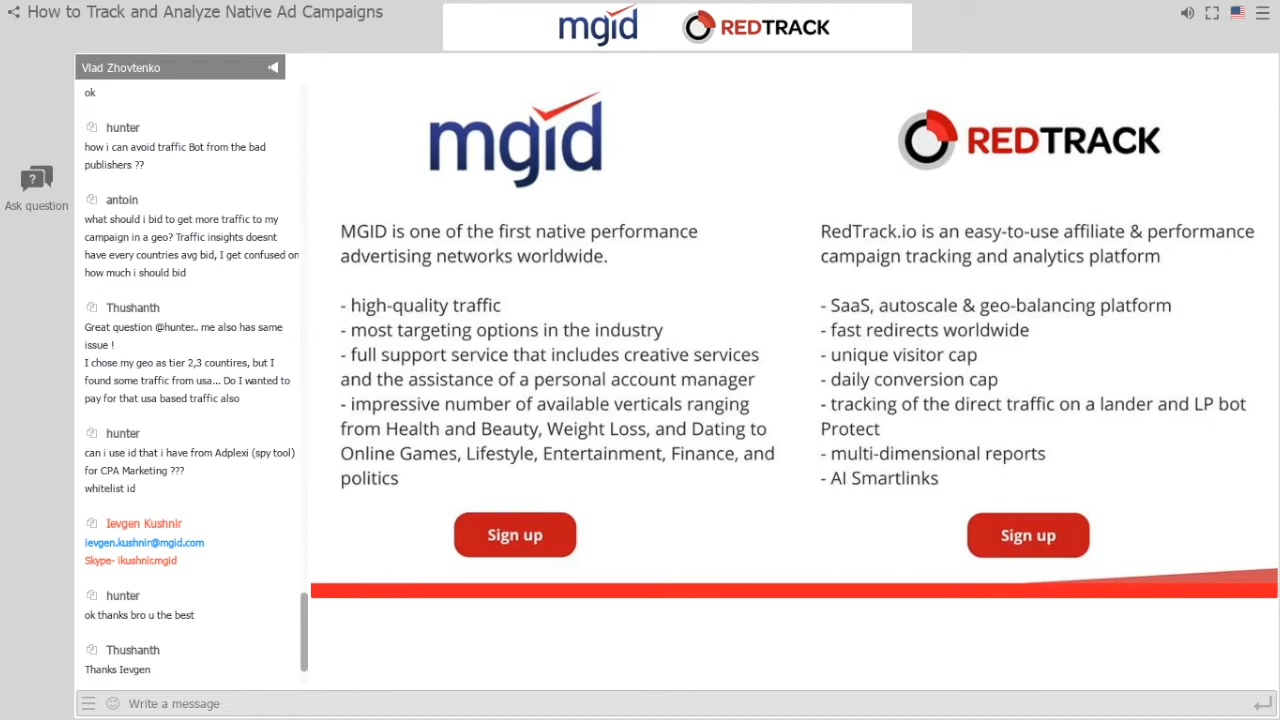 How to Track and Analyze Native Ad Campaigns
mgid REDTRACK
Vlad Zhovtenko
ok
hunter
how i can avoid traffic Bot from the bad
publishers ??
antoin
what should i bid to get more traffic to my
campaign in a geo? Traffic insights doesnt
have every countries avg bid, I get confused on
how much i should bid
Thushanth
Great question @hunter.. me also has same
issue !
I chose my geo as tier 2,3 countires, but I
found some traffic from usa... Do I wanted to
pay for that usa based traffic also
hunter
can i use id that i have from Adplexi (spy tool)
for CPA Marketing ???
whitelist id
Ievgen Kushnir
ievgen.kushnir@mgid.com
Skype- ikushnir.mgid
hunter
ok thanks bro u the best
Thushanth
Thanks Ievgen
Write a message
?
Ask question
mgid
MGID is one of the first native performance
advertising networks worldwide.
- high-quality traffic
- most targeting options in the industry
- full support service that includes creative services
and the assistance of a personal account manager
- impressive number of available verticals ranging
from Health and Beauty, Weight Loss, and Dating to
Online Games, Lifestyle, Entertainment, Finance, and
politics
Sign up
REDTRACK
RedTrack.io is an easy-to-use affiliate & performance
campaign tracking and analytics platform
- SaaS, autoscale & geo-balancing platform
- fast redirects worldwide
- unique visitor cap
- daily conversion cap
- tracking of the direct traffic on a lander and LP bot
Protect
- multi-dimensional reports
- AI Smartlinks
Sign up